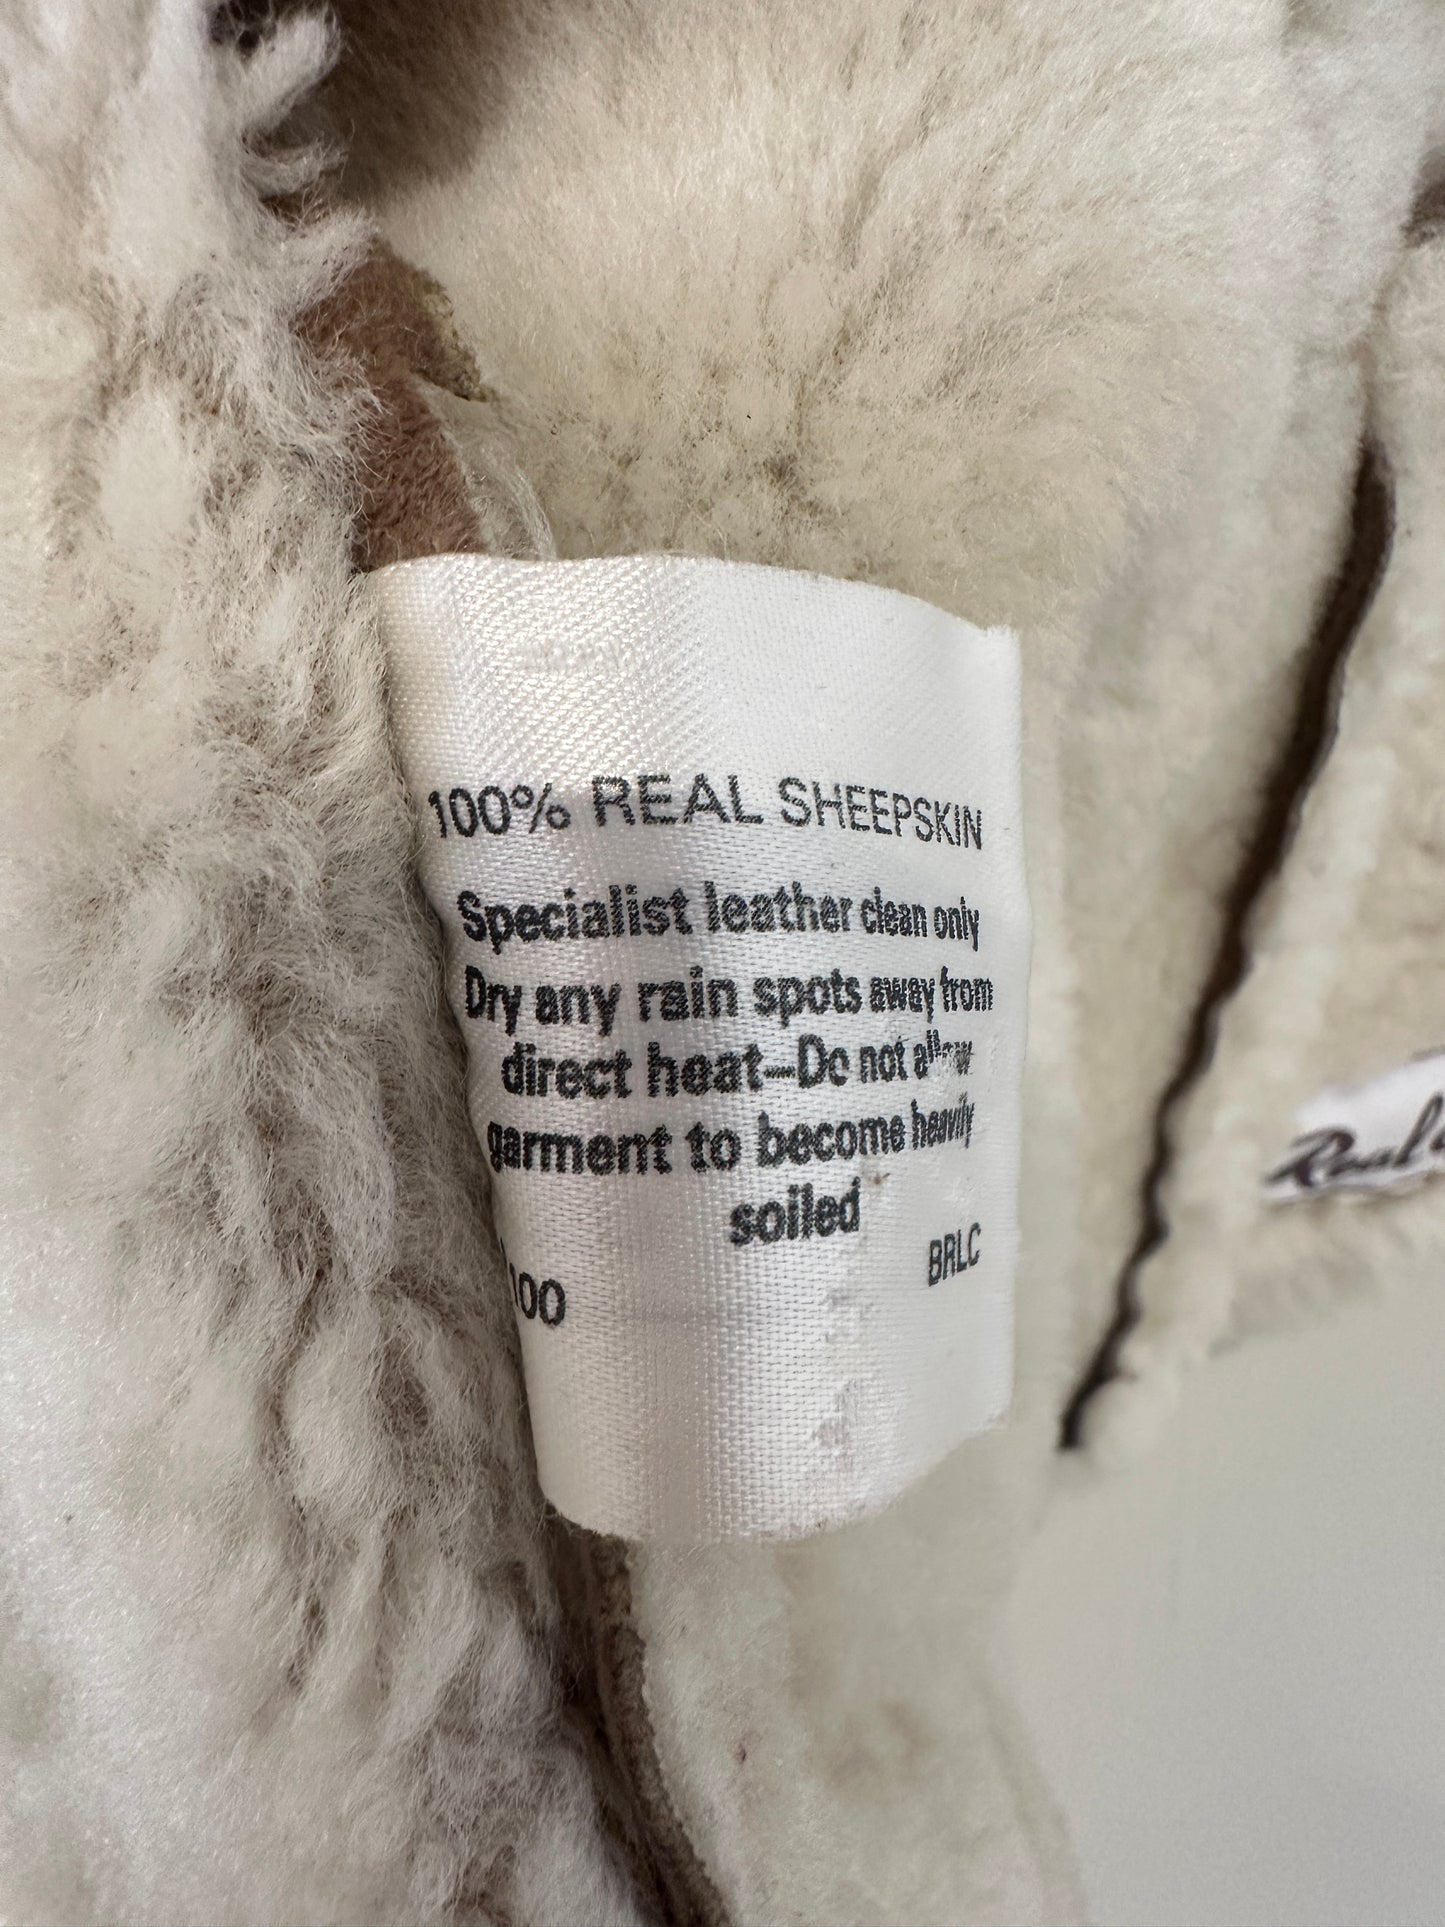 100% REAL SHEEPSKIN
Specialist leather clean only
Dry any rain spots away from
direct heat–Do not allow
garment to become heavily
soiled
BRLC
100